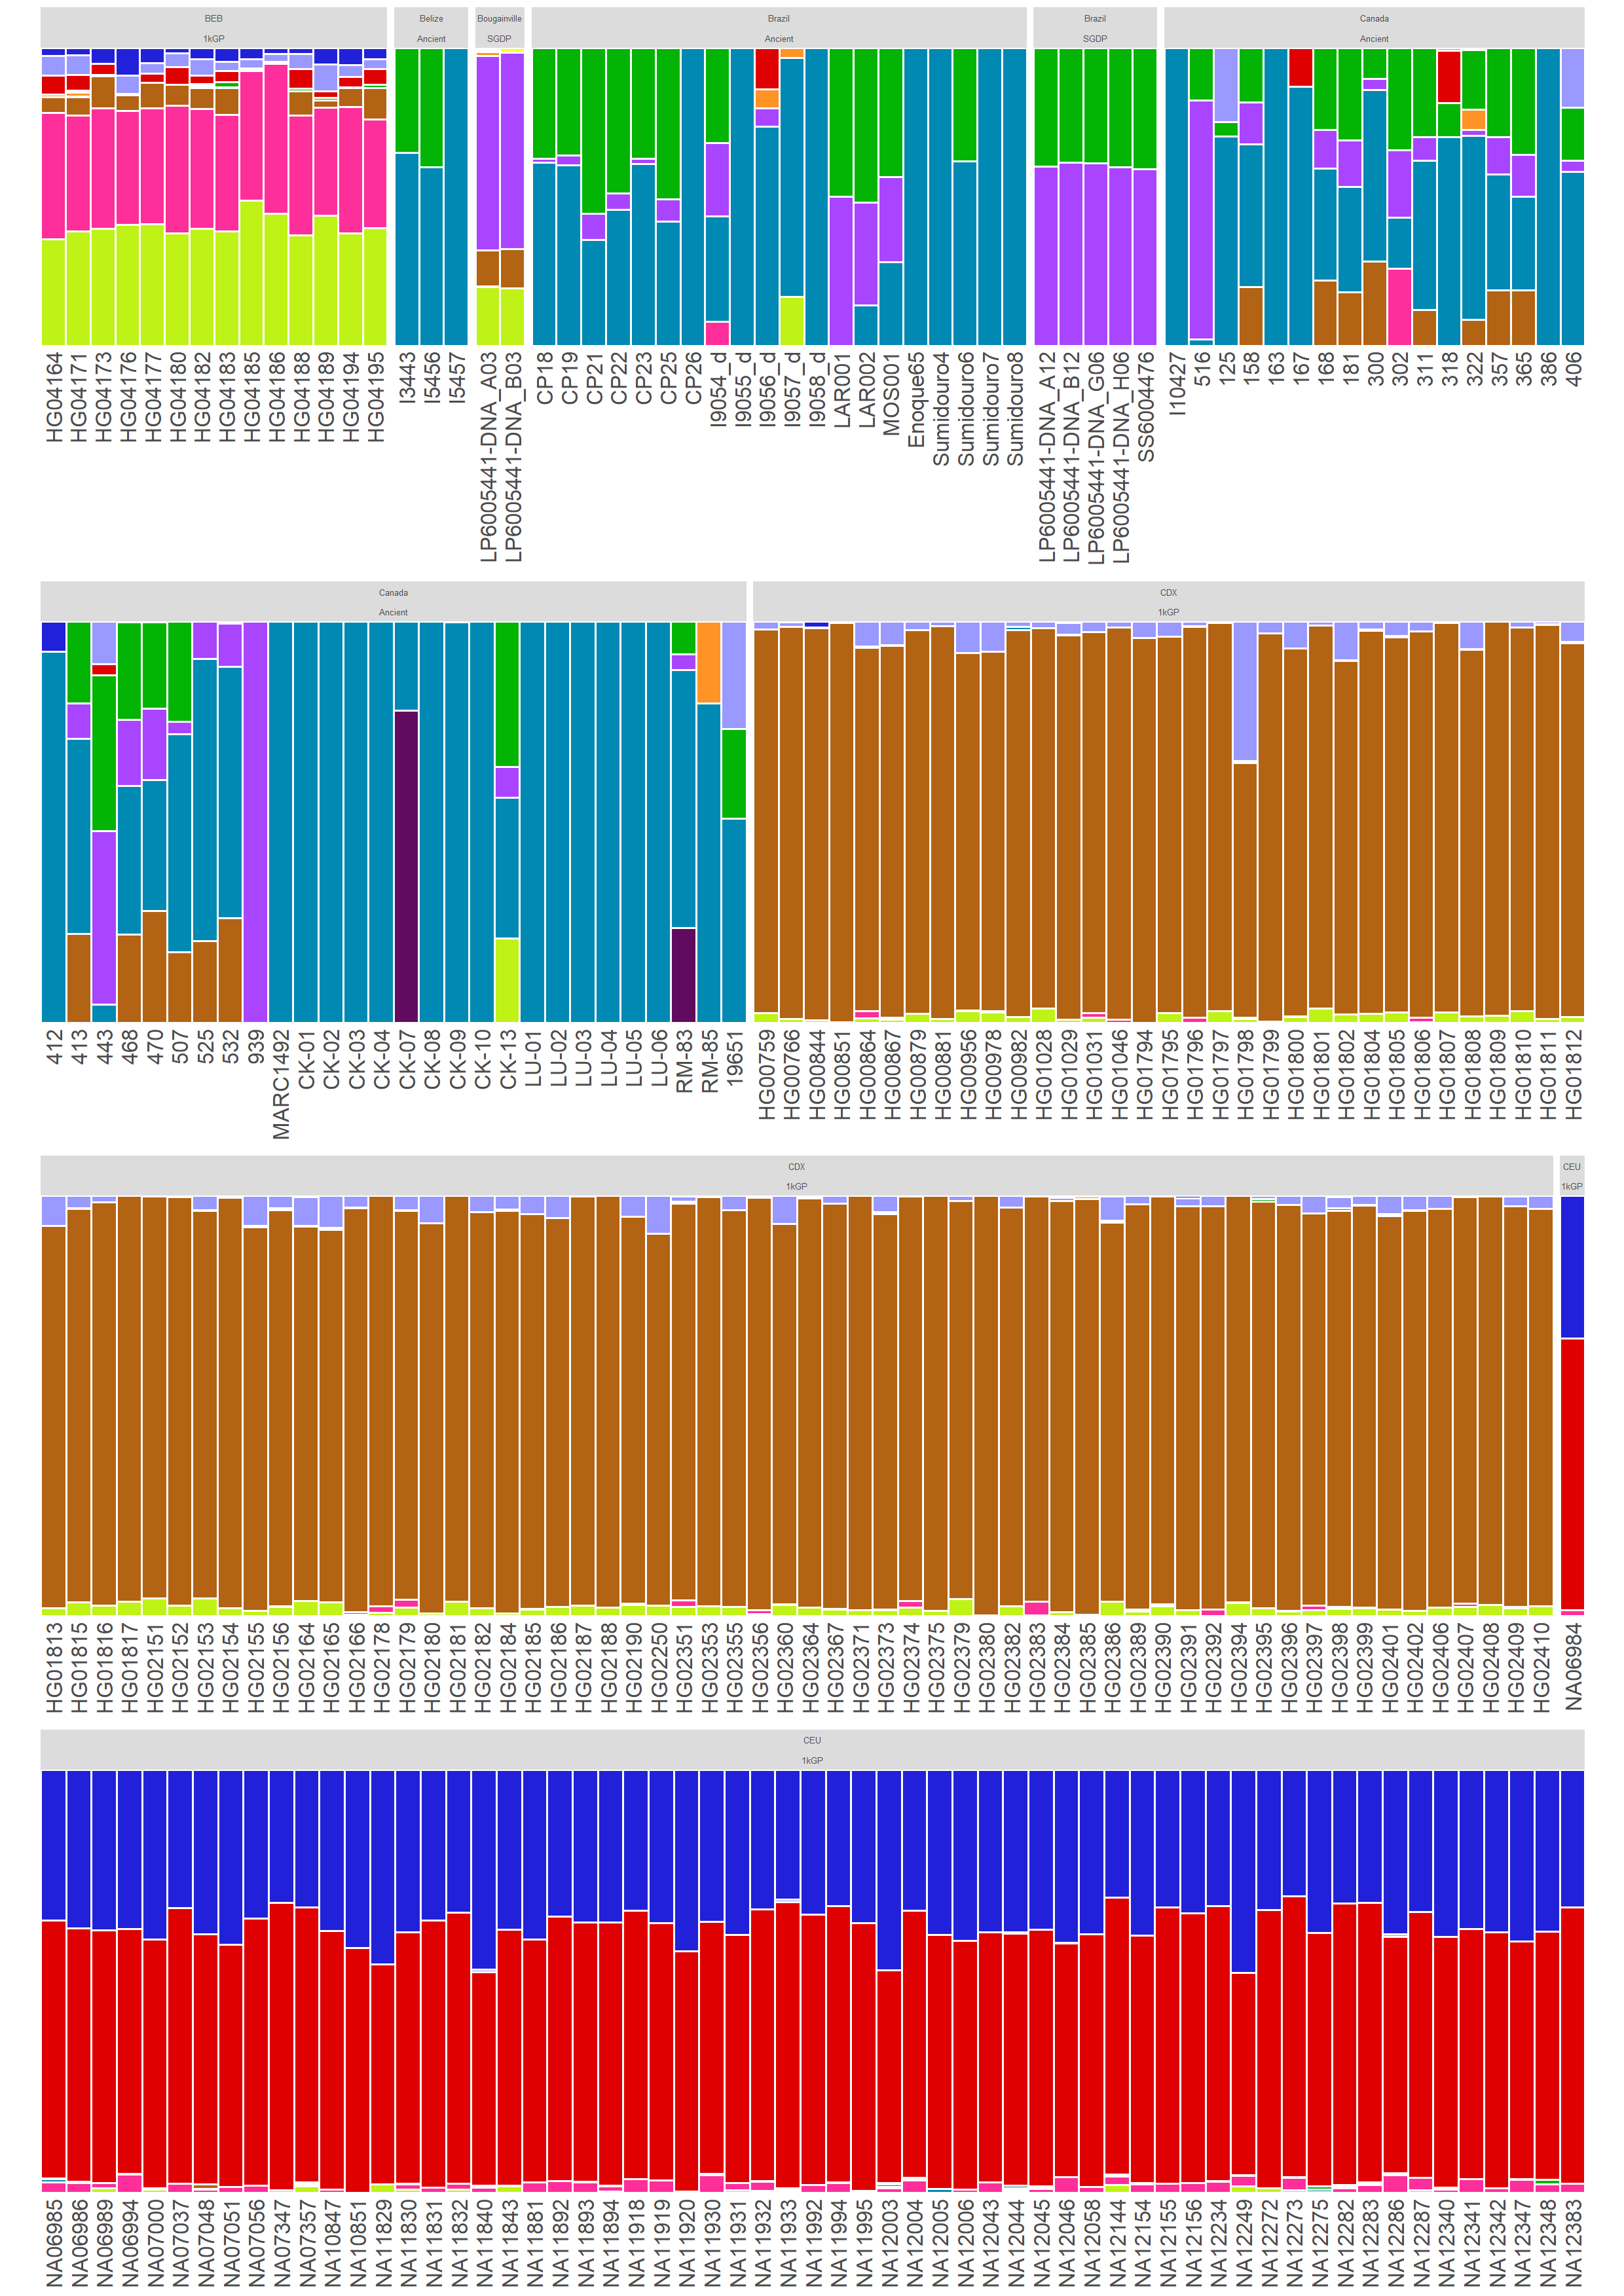 BEB Belize Bougainville Brazil Brazil Canada
1kGP Ancient SGDP Ancient SGDP Ancient
HG04164 HG04171 HG04173 HG04176 HG04177 HG04180 HG04182 HG04183 HG04185 HG04186 HG04188 HG04189 HG04194 HG04195 I3443 I5456 I5457 LP6005441-DNA_A03 LP6005441-DNA_B03 CP18 CP19 CP21 CP22 CP23 CP25 CP26 I9054_d I9055_d I9056_d I9057_d I9058_d LAR001 LAR002 MOS001 Enoque65 Sumidouro4 Sumidouro6 Sumidouro7 Sumidouro8 LP6005441-DNA_A12 LP6005441-DNA_B12 LP6005441-DNA_G06 LP6005441-DNA_H06 SS6004476 I10427 516 125 158 163 167 168 181 300 302 311 318 322 357 365 386 406
Canada CDX
Ancient 1kGP
412 413 443 468 470 507 525 532 939 MARC1492 CK-01 CK-02 CK-03 CK-04 CK-07 CK-08 CK-09 CK-10 CK-13 LU-01 LU-02 LU-03 LU-04 LU-05 LU-06 RM-83 RM-85 19651 HG00759 HG00766 HG00844 HG00851 HG00864 HG00867 HG00879 HG00881 HG00956 HG00978 HG00982 HG01028 HG01029 HG01031 HG01046 HG01794 HG01795 HG01796 HG01797 HG01798 HG01799 HG01800 HG01801 HG01802 HG01804 HG01805 HG01806 HG01807 HG01808 HG01809 HG01810 HG01811 HG01812
CDX CEU
1kGP 1kGP
HG01813 HG01815 HG01816 HG01817 HG02151 HG02152 HG02153 HG02154 HG02155 HG02156 HG02164 HG02165 HG02166 HG02178 HG02179 HG02180 HG02181 HG02182 HG02184 HG02185 HG02186 HG02187 HG02188 HG02190 HG02250 HG02351 HG02353 HG02355 HG02356 HG02360 HG02364 HG02367 HG02371 HG02373 HG02374 HG02375 HG02379 HG02380 HG02382 HG02383 HG02384 HG02385 HG02386 HG02389 HG02390 HG02391 HG02392 HG02394 HG02395 HG02396 HG02397 HG02398 HG02399 HG02401 HG02402 HG02406 HG02407 HG02408 HG02409 HG02410 NA06984
CEU
1kGP
NA06985 NA06986 NA06989 NA06994 NA07000 NA07037 NA07048 NA07051 NA07056 NA07347 NA07357 NA10847 NA10851 NA11829 NA11830 NA11831 NA11832 NA11840 NA11843 NA11881 NA11892 NA11893 NA11894 NA11918 NA11919 NA11920 NA11930 NA11931 NA11932 NA11933 NA11992 NA11994 NA11995 NA12003 NA12004 NA12005 NA12006 NA12043 NA12044 NA12045 NA12046 NA12058 NA12144 NA12154 NA12155 NA12156 NA12234 NA12249 NA12272 NA12273 NA12275 NA12282 NA12283 NA12286 NA12287 NA12340 NA12341 NA12342 NA12347 NA12348 NA12383